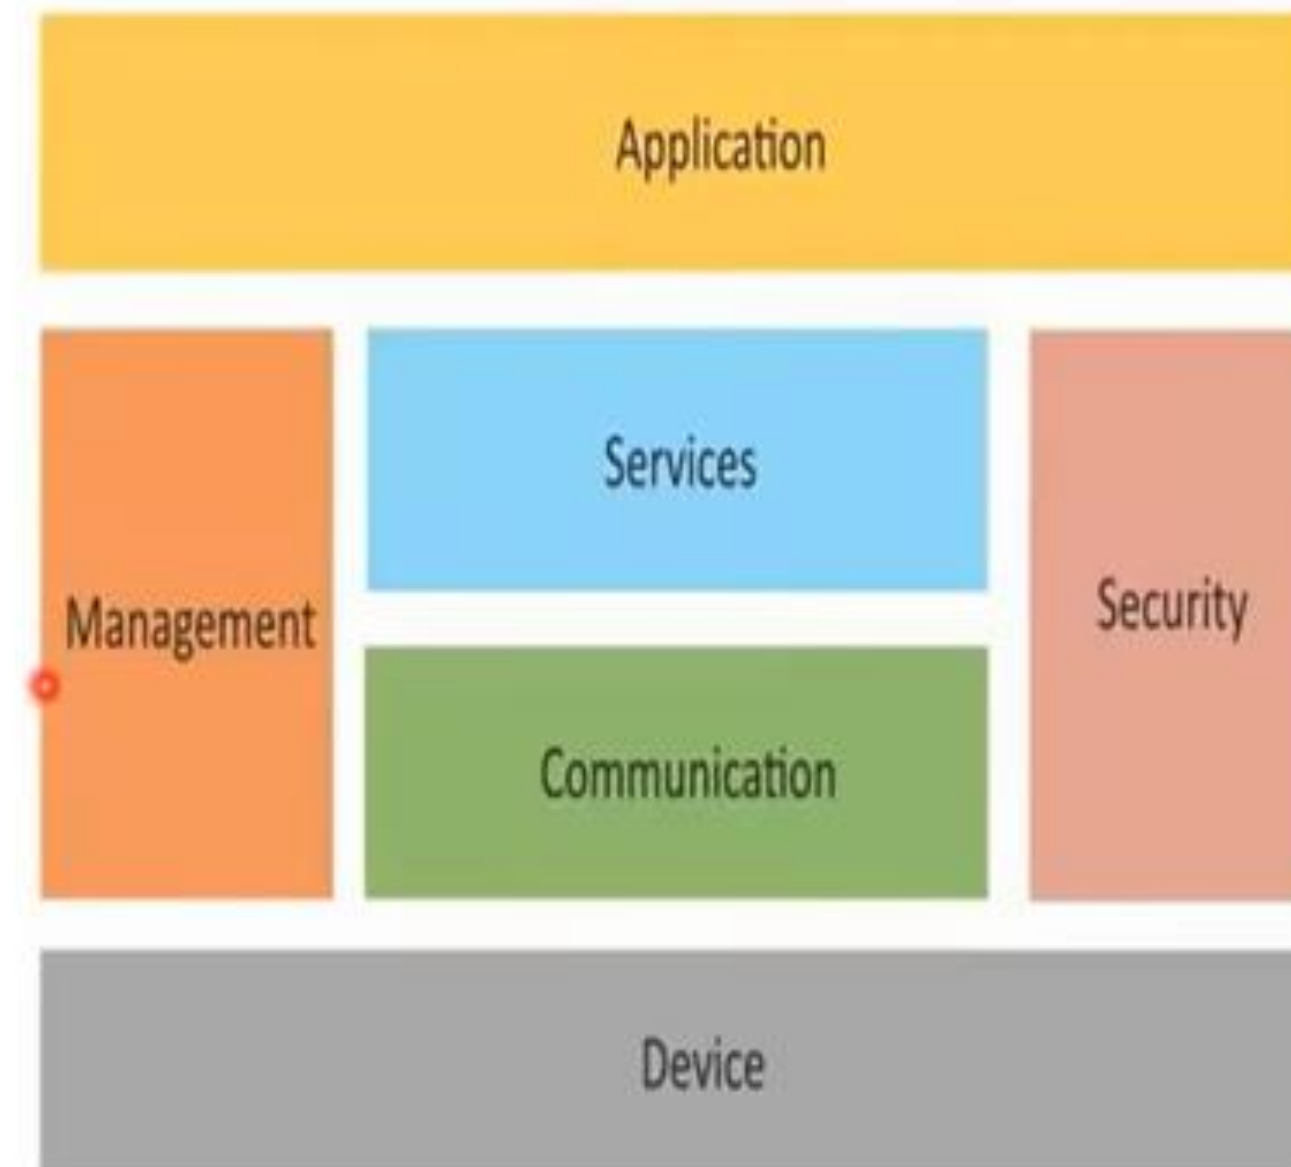 Application
Services
Management
Security
Communication
Device